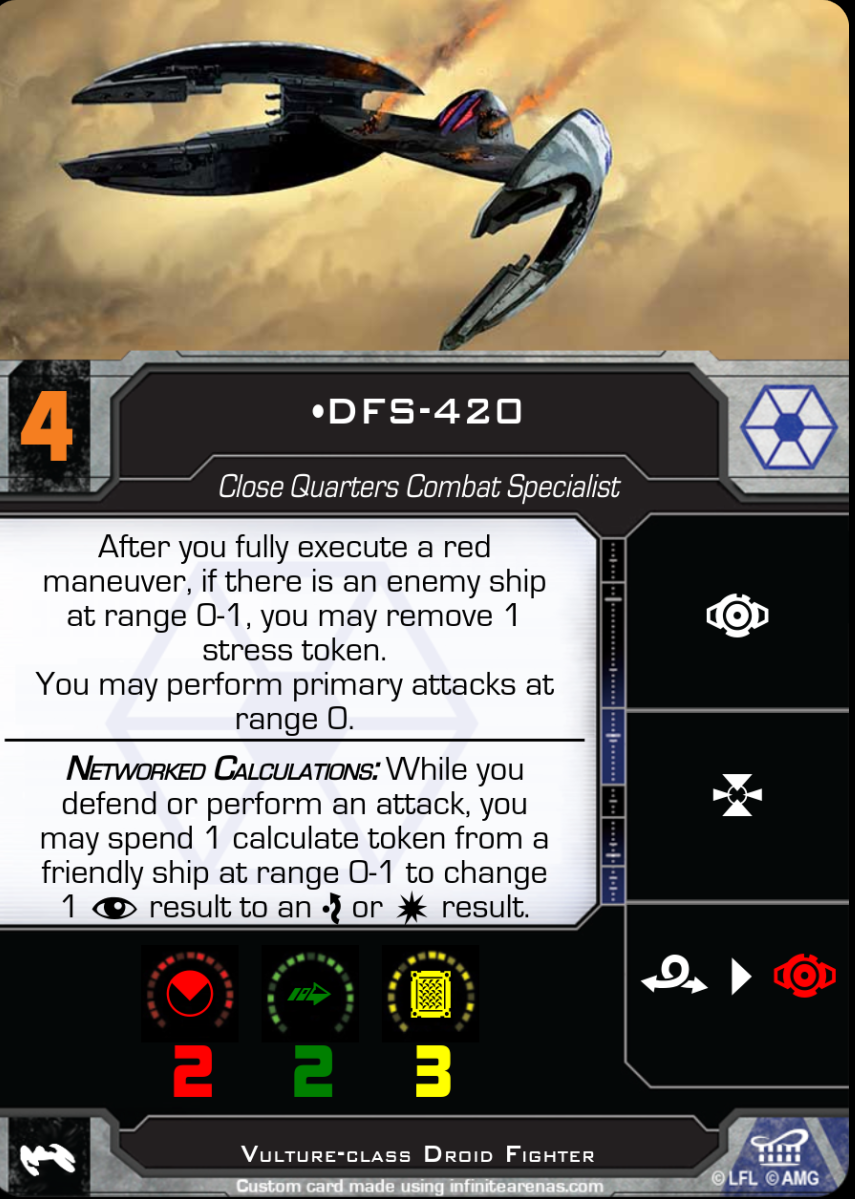 4
•DFS-420
Close Quarters Combat Specialist
After you fully execute a red
maneuver, if there is an enemy ship
at range 0-1, you may remove 1
stress token.
You may perform primary attacks at
range 0.
NETWORKED CALCULATIONS: While you
defend or perform an attack, you
may spend 1 calculate token from a
friendly ship at range 0-1 to change
1 result to an or result.
2 2 3
VULTURE-CLASS DROID FIGHTER
Custom card made using infinitearenas.com
© LFL © AMG